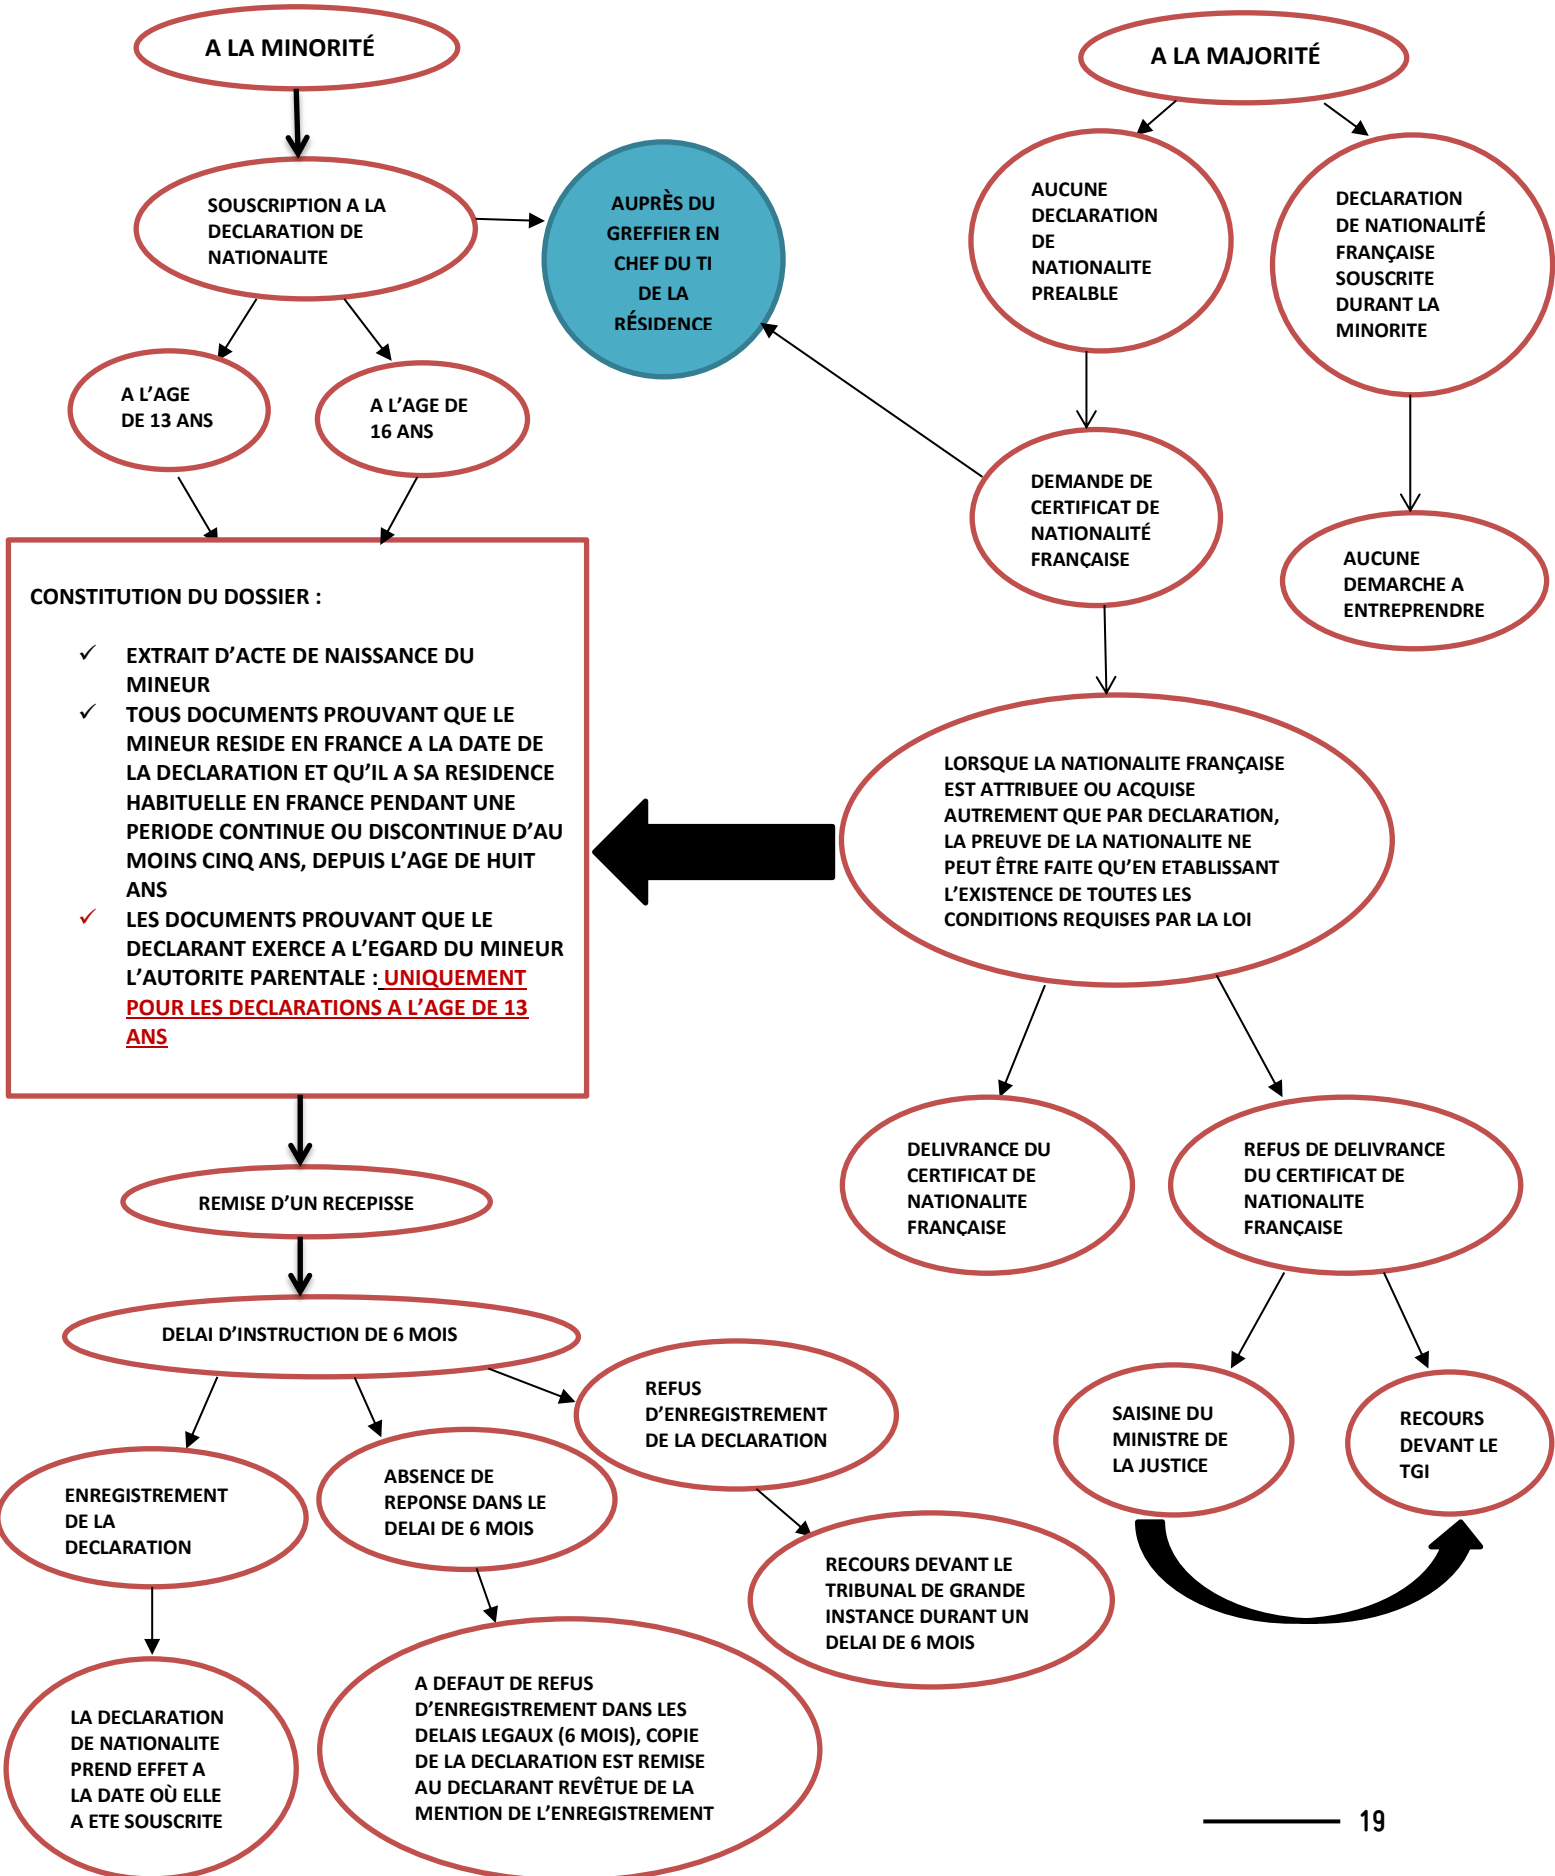 A LA MINORITÉ
SOUSCRIPTION A LA
DECLARATION DE
NATIONALITE
AUPRÈS DU
GREFFIER EN
CHEF DU TI
DE LA
RÉSIDENCE
A L’AGE
DE 13 ANS
A L’AGE DE
16 ANS
CONSTITUTION DU DOSSIER :
✓ EXTRAIT D’ACTE DE NAISSANCE DU
MINEUR
✓ TOUS DOCUMENTS PROUVANT QUE LE
MINEUR RESIDE EN FRANCE A LA DATE DE
LA DECLARATION ET QU’IL A SA RESIDENCE
HABITUELLE EN FRANCE PENDANT UNE
PERIODE CONTINUE OU DISCONTINUE D’AU
MOINS CINQ ANS, DEPUIS L’AGE DE HUIT
ANS
✓ LES DOCUMENTS PROUVANT QUE LE
DECLARANT EXERCE A L’EGARD DU MINEUR
L’AUTORITE PARENTALE : UNIQUEMENT
POUR LES DECLARATIONS A L’AGE DE 13
ANS
REMISE D’UN RECEPISSE
DELAI D’INSTRUCTION DE 6 MOIS
ENREGISTREMENT
DE LA
DECLARATION
ABSENCE DE
REPONSE DANS LE
DELAI DE 6 MOIS
REFUS
D’ENREGISTREMENT
DE LA DECLARATION
LA DECLARATION
DE NATIONALITE
PREND EFFET A
LA DATE OÙ ELLE
A ETE SOUSCRITE
A DEFAUT DE REFUS
D’ENREGISTREMENT DANS LES
DELAIS LEGAUX (6 MOIS), COPIE
DE LA DECLARATION EST REMISE
AU DECLARANT REVÊTUE DE LA
MENTION DE L’ENREGISTREMENT
RECOURS DEVANT LE
TRIBUNAL DE GRANDE
INSTANCE DURANT UN
DELAI DE 6 MOIS
A LA MAJORITÉ
AUCUNE
DECLARATION
DE
NATIONALITE
PREALBLE
DECLARATION
DE NATIONALITÉ
FRANÇAISE
SOUSCRITE
DURANT LA
MINORITE
DEMANDE DE
CERTIFICAT DE
NATIONALITÉ
FRANÇAISE
AUCUNE
DEMARCHE A
ENTREPRENDRE
LORSQUE LA NATIONALITE FRANÇAISE
EST ATTRIBUEE OU ACQUISE
AUTREMENT QUE PAR DECLARATION,
LA PREUVE DE LA NATIONALITE NE
PEUT ÊTRE FAITE QU’EN ETABLISSANT
L’EXISTENCE DE TOUTES LES
CONDITIONS REQUISES PAR LA LOI
DELIVRANCE DU
CERTIFICAT DE
NATIONALITE
FRANÇAISE
REFUS DE DELIVRANCE
DU CERTIFICAT DE
NATIONALITE
FRANÇAISE
SAISINE DU
MINISTRE DE
LA JUSTICE
RECOURS
DEVANT LE
TGI
19